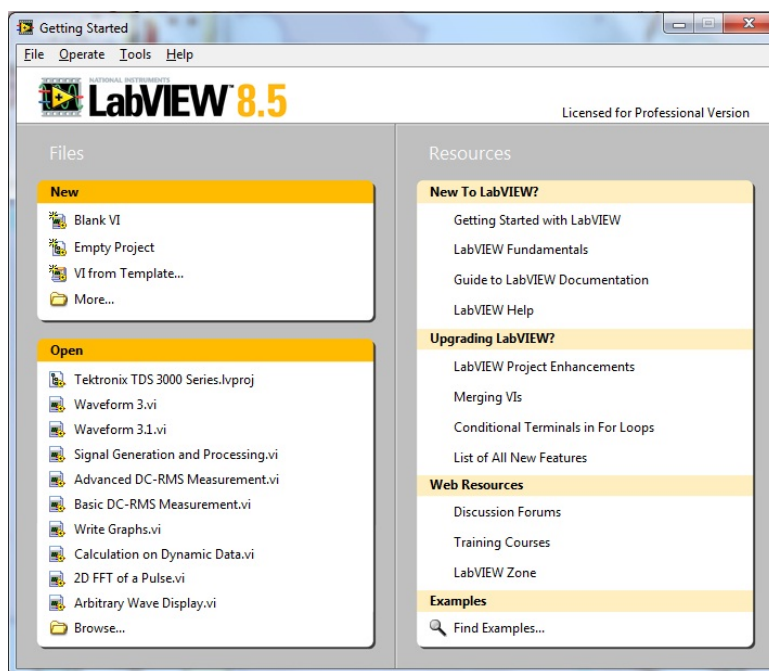 Getting Started
File Operate Tools Help
NATIONAL INSTRUMENTS
LabVIEW™ 8.5
Licensed for Professional Version
Files
New
Blank VI
Empty Project
VI from Template...
More...
Open
Tektronix TDS 3000 Series.lvproj
Waveform 3.vi
Waveform 3.1.vi
Signal Generation and Processing.vi
Advanced DC-RMS Measurement.vi
Basic DC-RMS Measurement.vi
Write Graphs.vi
Calculation on Dynamic Data.vi
2D FFT of a Pulse.vi
Arbitrary Wave Display.vi
Browse...
Resources
New To LabVIEW?
Getting Started with LabVIEW
LabVIEW Fundamentals
Guide to LabVIEW Documentation
LabVIEW Help
Upgrading LabVIEW?
LabVIEW Project Enhancements
Merging VIs
Conditional Terminals in For Loops
List of All New Features
Web Resources
Discussion Forums
Training Courses
LabVIEW Zone
Examples
Find Examples...